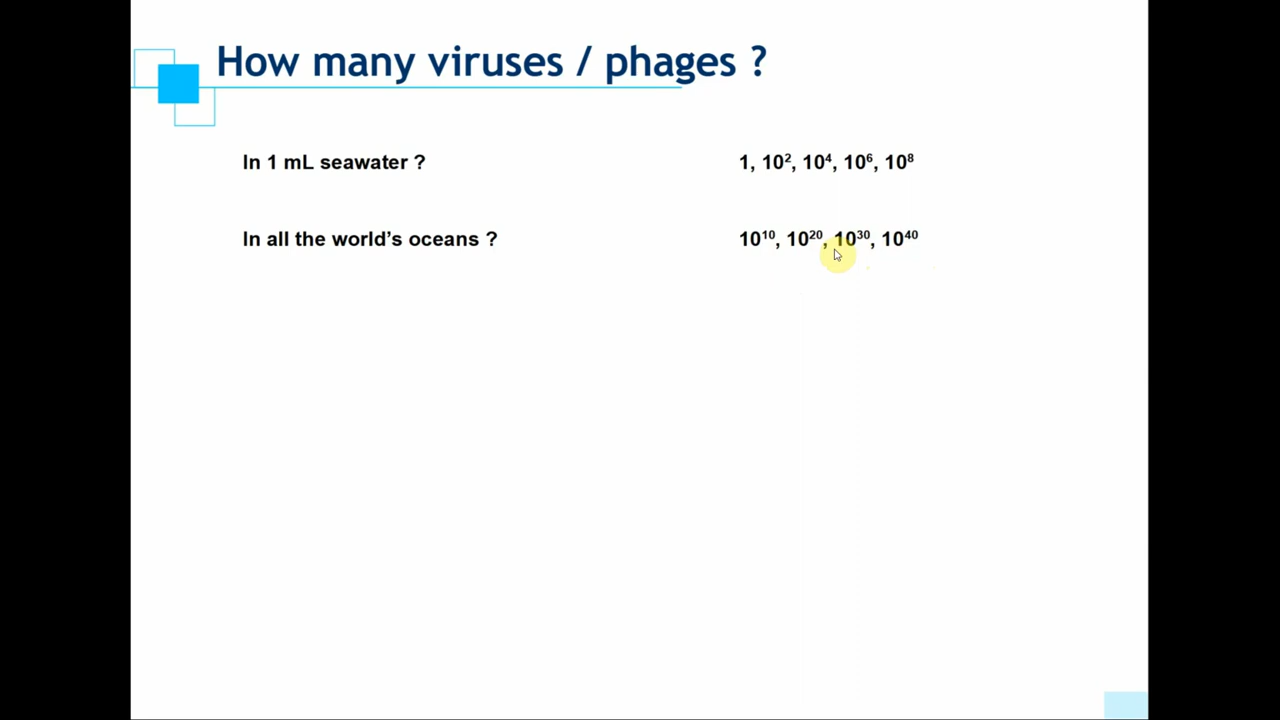 How many viruses / phages ?
In 1 mL seawater ? 1, 10², 10⁴, 10⁶, 10⁸
In all the world’s oceans ? 10¹⁰, 10²⁰, 10³⁰, 10⁴⁰